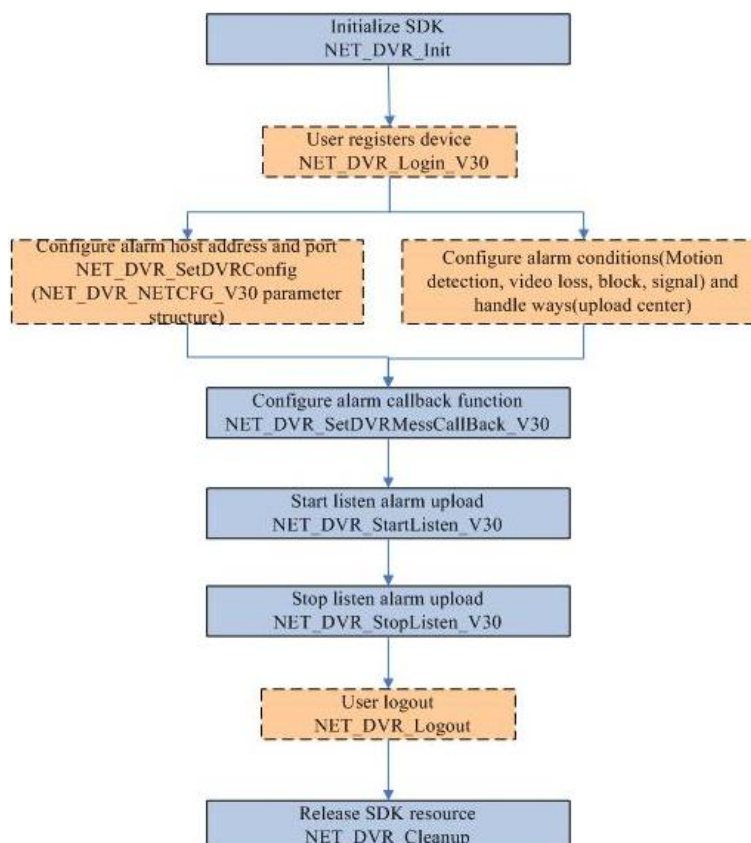 Initialize SDK
NET_DVR_Init
User registers device
NET_DVR_Login_V30
Configure alarm host address and port
NET_DVR_SetDVRConfig
(NET_DVR_NETCFG_V30 parameter
structure)
Configure alarm conditions(Motion
detection, video loss, block, signal) and
handle ways(upload center)
Configure alarm callback function
NET_DVR_SetDVRMessCallBack_V30
Start listen alarm upload
NET_DVR_StartListen_V30
Stop listen alarm upload
NET_DVR_StopListen_V30
User logout
NET_DVR_Logout
Release SDK resource
NET_DVR_Cleanup